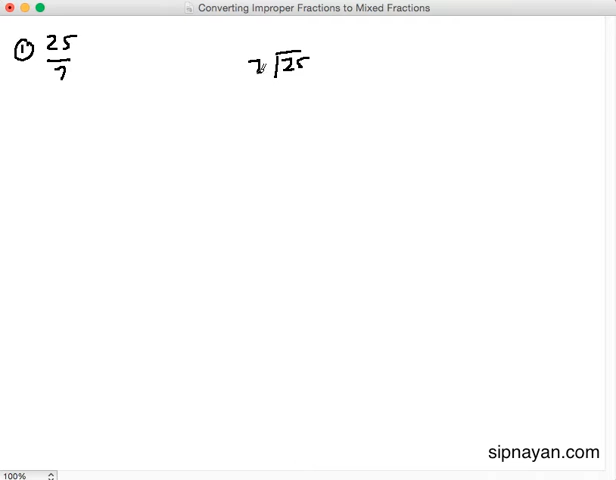 Converting Improper Fractions to Mixed Fractions
① 25/7
7 √25
sipnayan.com
100%